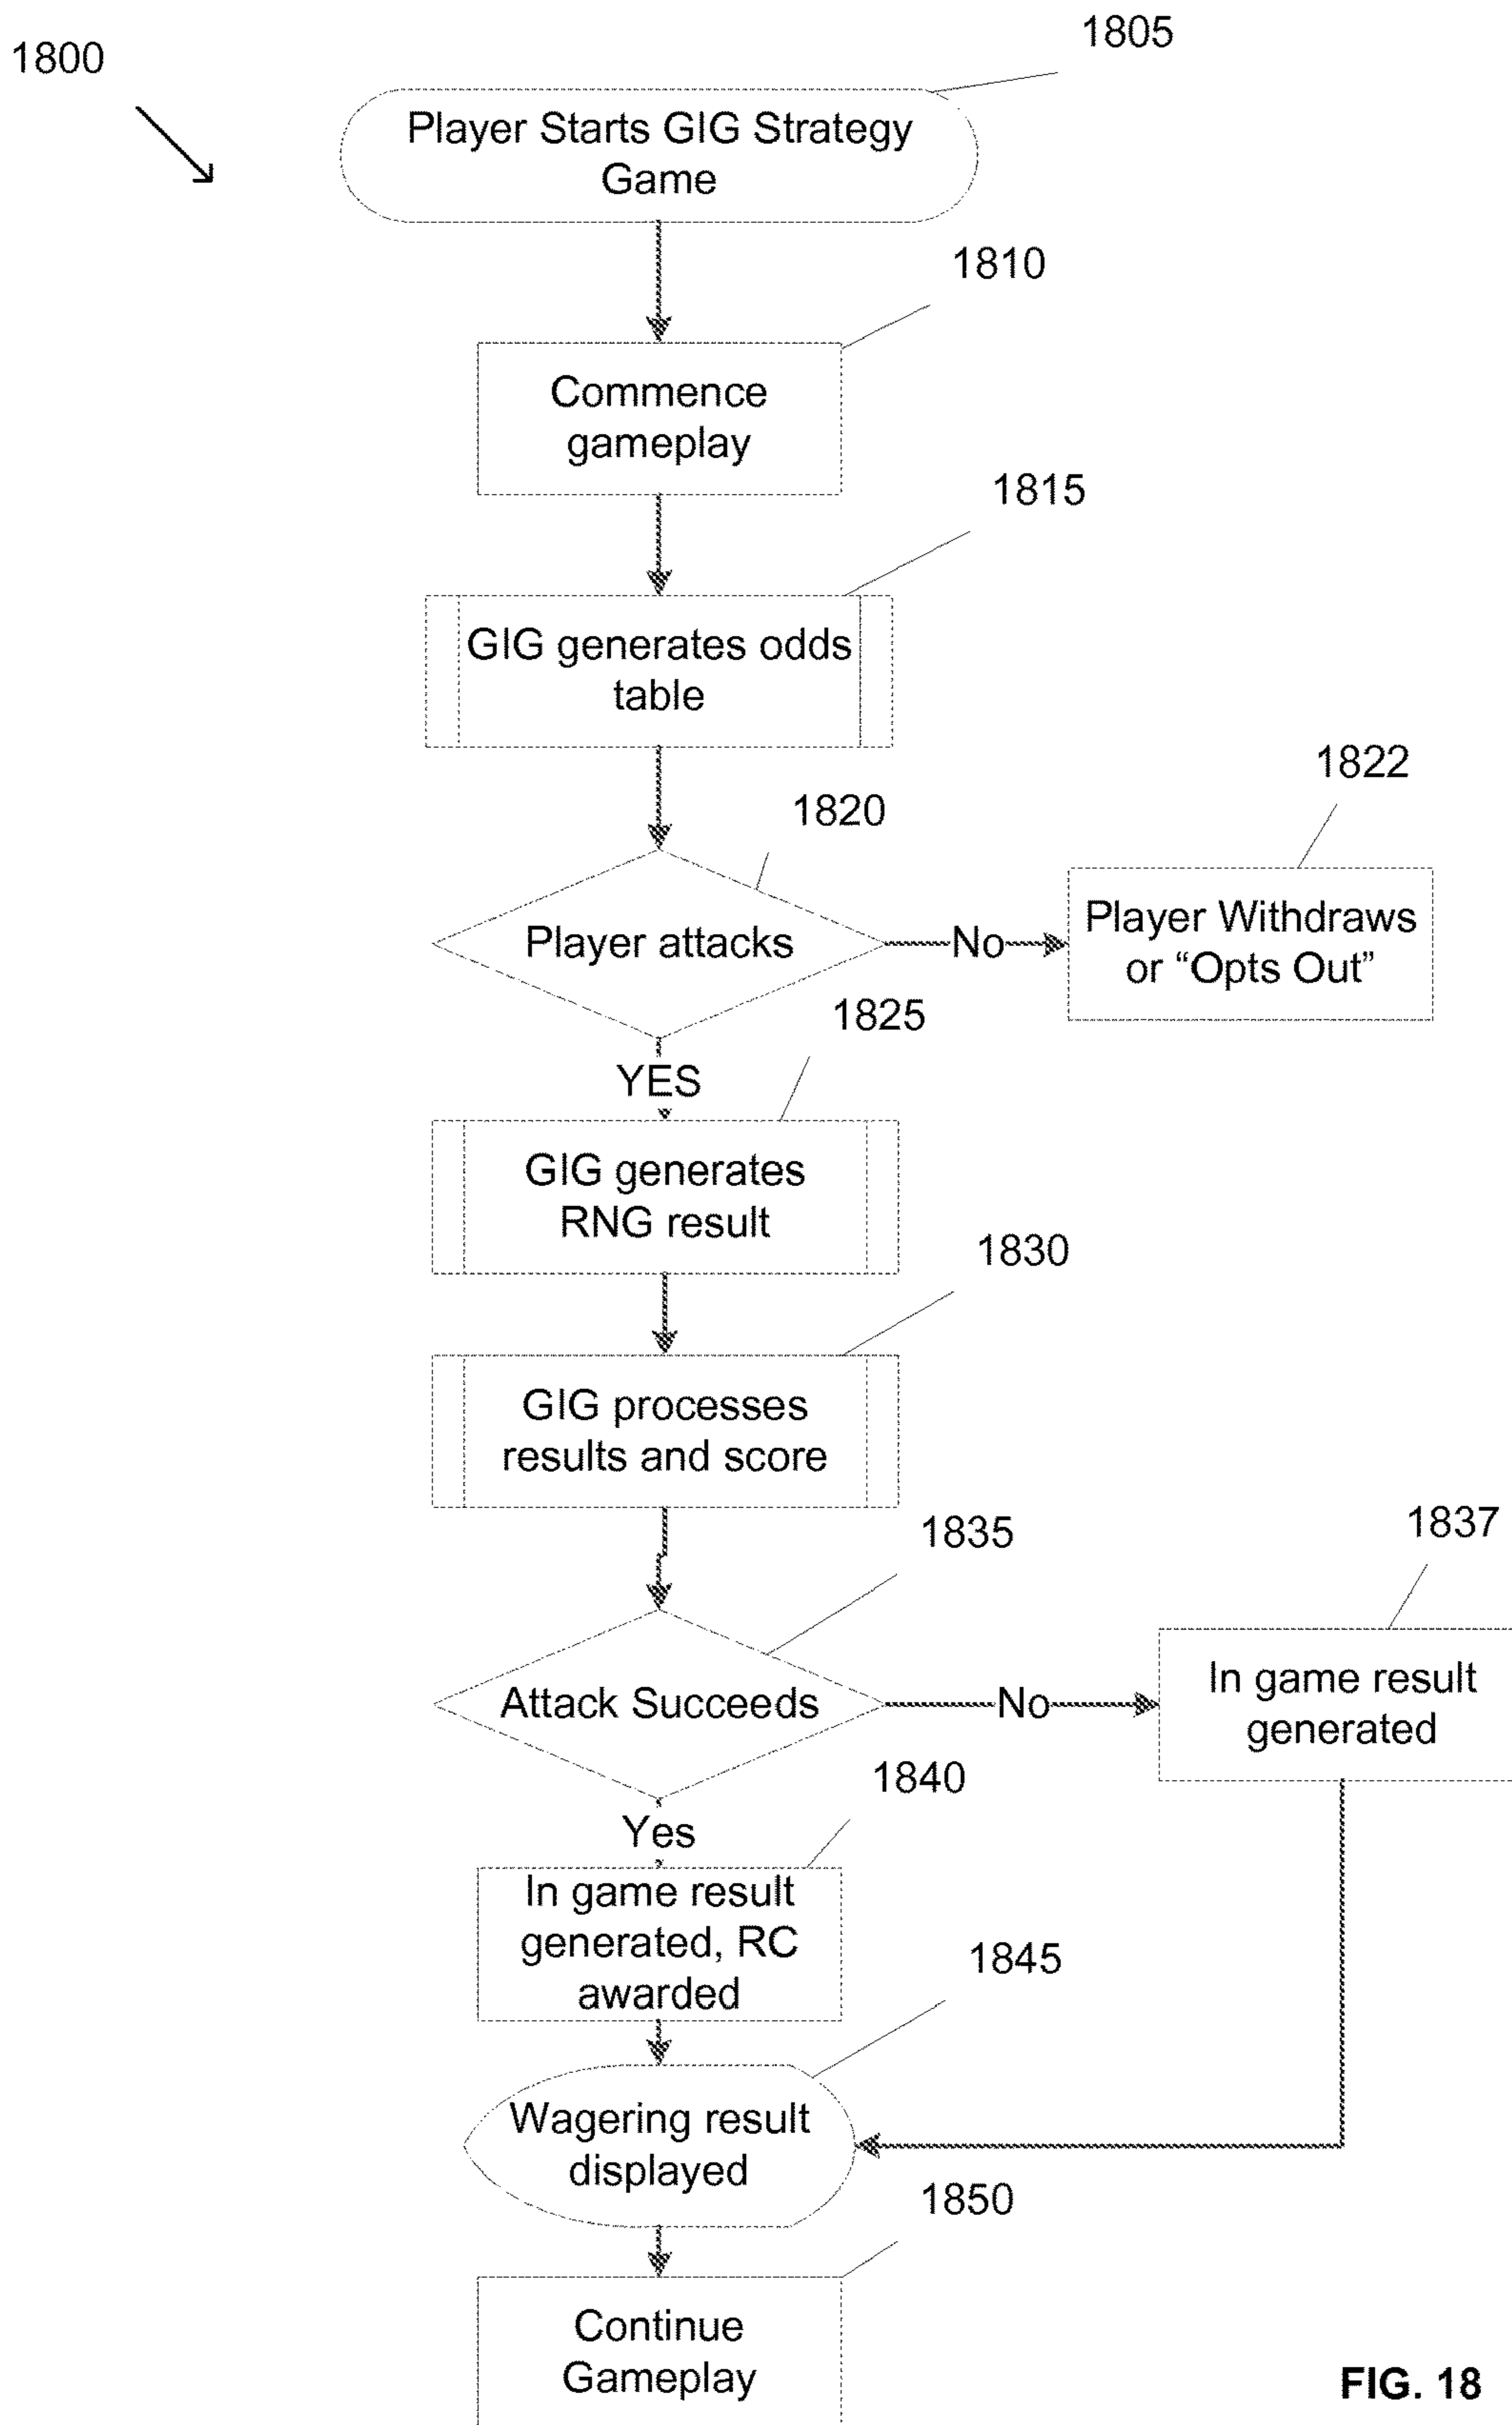 1800
1805
Player Starts GIG Strategy
Game
1810
Commence
gameplay
1815
GIG generates odds
table
1820
1822
Player attacks
No
Player Withdraws
or “Opts Out”
1825
YES
GIG generates
RNG result
1830
GIG processes
results and score
1835
1837
Attack Succeeds
No
In game result
generated
1840
Yes
In game result
generated, RC
awarded
1845
Wagering result
displayed
1850
Continue
Gameplay
FIG. 18